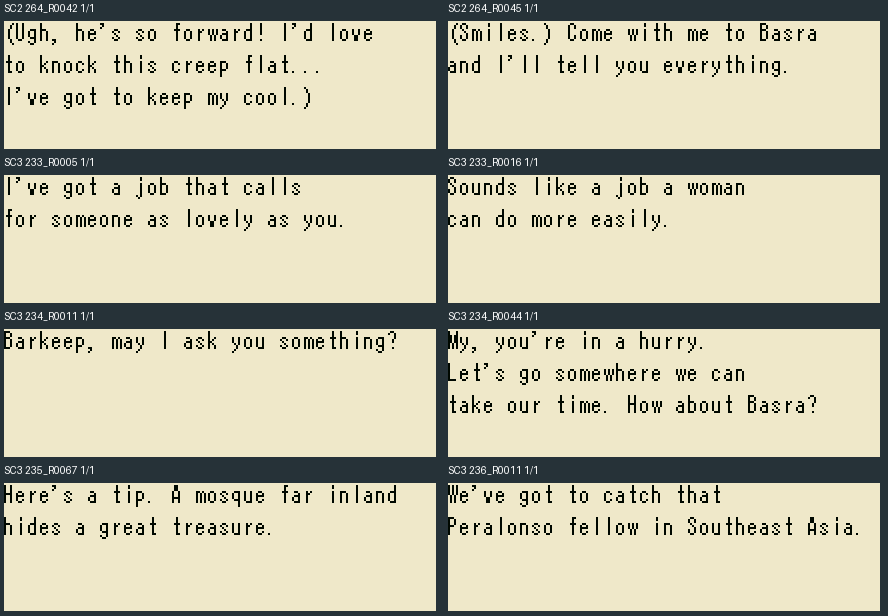 SC2 264_R0042 1/1
(Ugh, he's so forward! I'd love
to knock this creep flat...
I've got to keep my cool.)
SC2 264_R0045 1/1
(Smiles.) Come with me to Basra
and I'll tell you everything.
SC3 233_R0005 1/1
I've got a job that calls
for someone as lovely as you.
SC3 233_R0016 1/1
Sounds like a job a woman
can do more easily.
SC3 234_R0011 1/1
Barkeep, may I ask you something?
SC3 234_R0044 1/1
My, you're in a hurry.
Let's go somewhere we can
take our time. How about Basra?
SC3 235_R0067 1/1
Here's a tip. A mosque far inland
hides a great treasure.
SC3 236_R0011 1/1
We've got to catch that
Peralonso fellow in Southeast Asia.